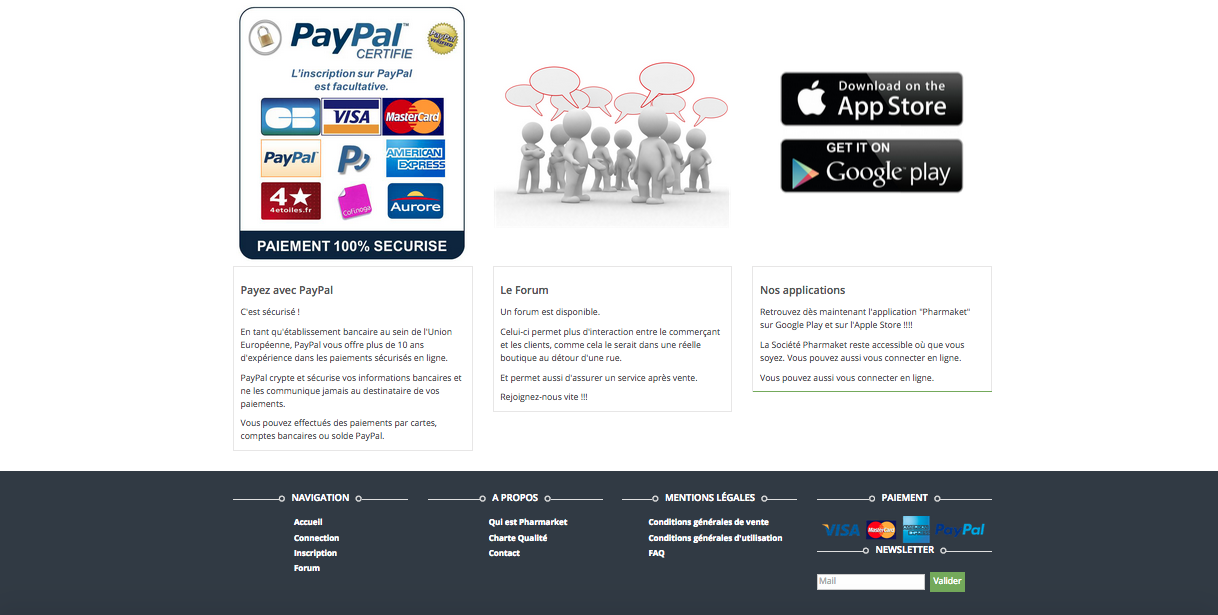 PayPal™
CERTIFIE
PayPal
VERIFIED
L'inscription sur PayPal
est facultative.
CB VISA MasterCard
PayPal AMERICAN EXPRESS
4★
4etoiles.fr
Cofinoga
Aurore
PAIEMENT 100% SECURISE
Download on the
App Store
GET IT ON
Google play
Payez avec PayPal
C'est sécurisé !
En tant qu'établissement bancaire au sein de l'Union
Européenne, PayPal vous offre plus de 10 ans
d'expérience dans les paiements sécurisés en ligne.
PayPal crypte et sécurise vos informations bancaires et
ne les communique jamais au destinataire de vos
paiements.
Vous pouvez effectués des paiements par cartes,
comptes bancaires ou solde PayPal.
Le Forum
Un forum est disponible.
Celui-ci permet plus d'interaction entre le commerçant
et les clients, comme cela le serait dans une réelle
boutique au détour d'une rue.
Et permet aussi d'assurer un service après vente.
Rejoignez-nous vite !!!
Nos applications
Retrouvez dès maintenant l'application "Pharmaket"
sur Google Play et sur l'Apple Store !!!!
La Société Pharmaket reste accessible où que vous
soyez. Vous pouvez aussi vous connecter en ligne.
Vous pouvez aussi vous connecter en ligne.
NAVIGATION
Accueil
Connection
Inscription
Forum
A PROPOS
Qui est Pharmarket
Charte Qualité
Contact
MENTIONS LÉGALES
Conditions générales de vente
Conditions générales d'utilisation
FAQ
PAIEMENT
VISA MasterCard AMERICAN EXPRESS PayPal
NEWSLETTER
Mail Valider